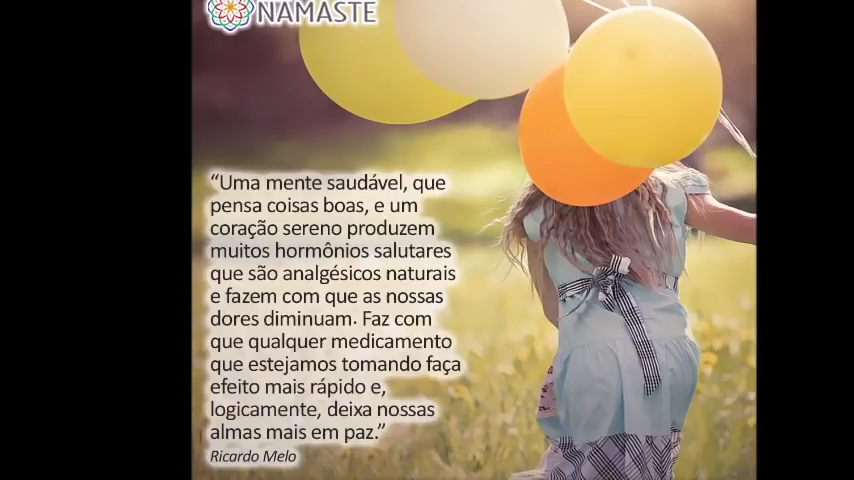 NAMASTE
“Uma mente saudável, que
pensa coisas boas, e um
coração sereno produzem
muitos hormônios salutares
que são analgésicos naturais
e fazem com que as nossas
dores diminuam. Faz com
que qualquer medicamento
que estejamos tomando faça
efeito mais rápido e,
logicamente, deixa nossas
almas mais em paz.”
Ricardo Melo